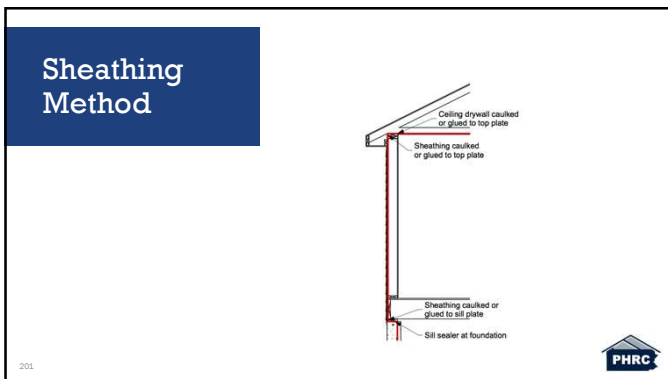 Sheathing
Method
Ceiling drywall caulked
or glued to top plate
Sheathing caulked
or glued to top plate
Sheathing caulked or
glued to sill plate
Sill sealer at foundation
201
PHRC